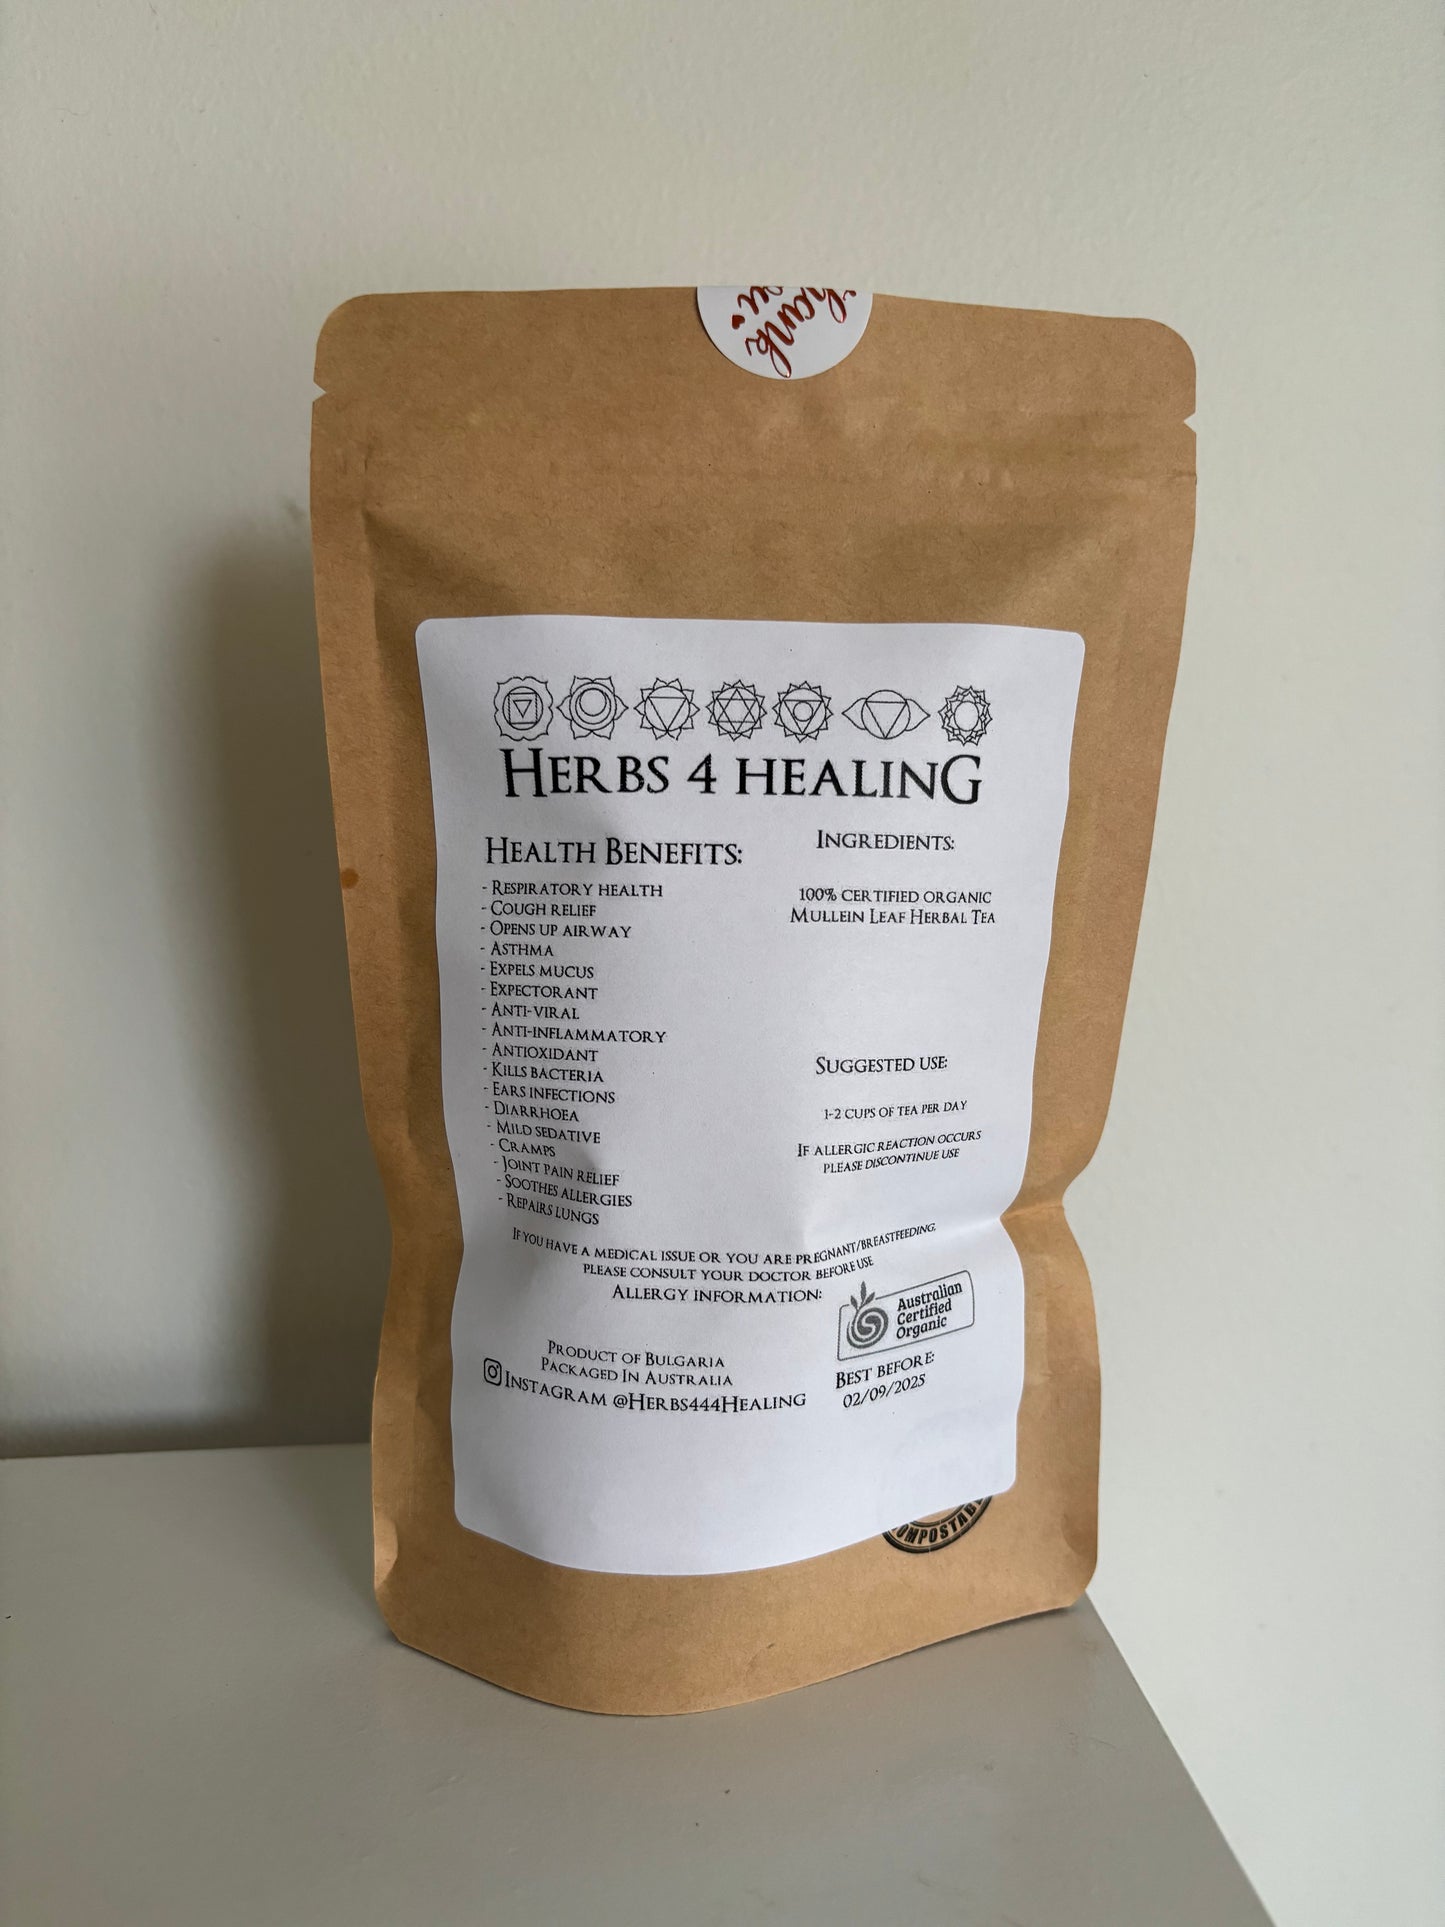 thank
you
HERBS 4 HEALING
HEALTH BENEFITS:
- RESPIRATORY HEALTH
- COUGH RELIEF
- OPENS UP AIRWAY
- ASTHMA
- EXPELS MUCUS
- EXPECTORANT
- ANTI-VIRAL
- ANTI-INFLAMMATORY
- ANTIOXIDANT
- KILLS BACTERIA
- EARS INFECTIONS
- DIARRHOEA
- MILD SEDATIVE
- CRAMPS
- JOINT PAIN RELIEF
- SOOTHES ALLERGIES
- REPAIRS LUNGS
INGREDIENTS:
100% CERTIFIED ORGANIC
MULLEIN LEAF HERBAL TEA
SUGGESTED USE:
1-2 CUPS OF TEA PER DAY
IF ALLERGIC REACTION OCCURS
PLEASE DISCONTINUE USE
IF YOU HAVE A MEDICAL ISSUE OR YOU ARE PREGNANT/BREASTFEEDING,
PLEASE CONSULT YOUR DOCTOR BEFORE USE
ALLERGY INFORMATION:
Australian
Certified
Organic
PRODUCT OF BULGARIA
PACKAGED IN AUSTRALIA
INSTAGRAM @HERBS444HEALING
BEST BEFORE:
02/09/2025
COMPOSTABLE